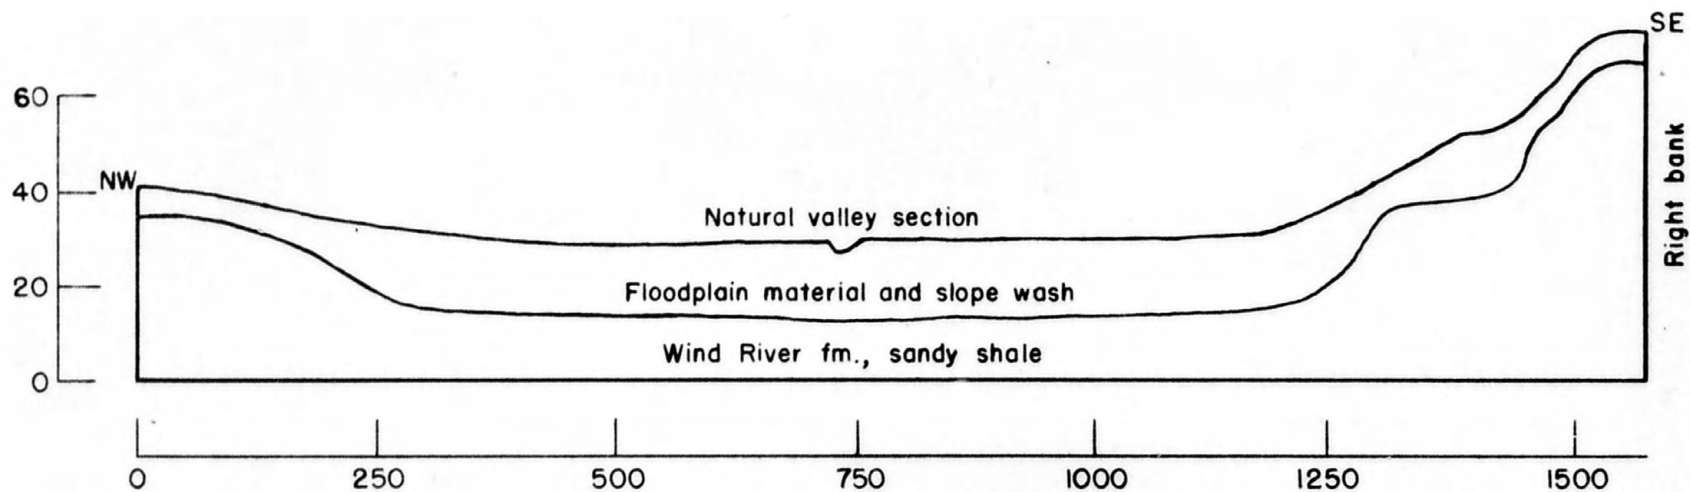 SE
60
NW
40
Natural valley section
20
Floodplain material and slope wash
Wind River fm., sandy shale
0
Right bank
0 250 500 750 1000 1250 1500